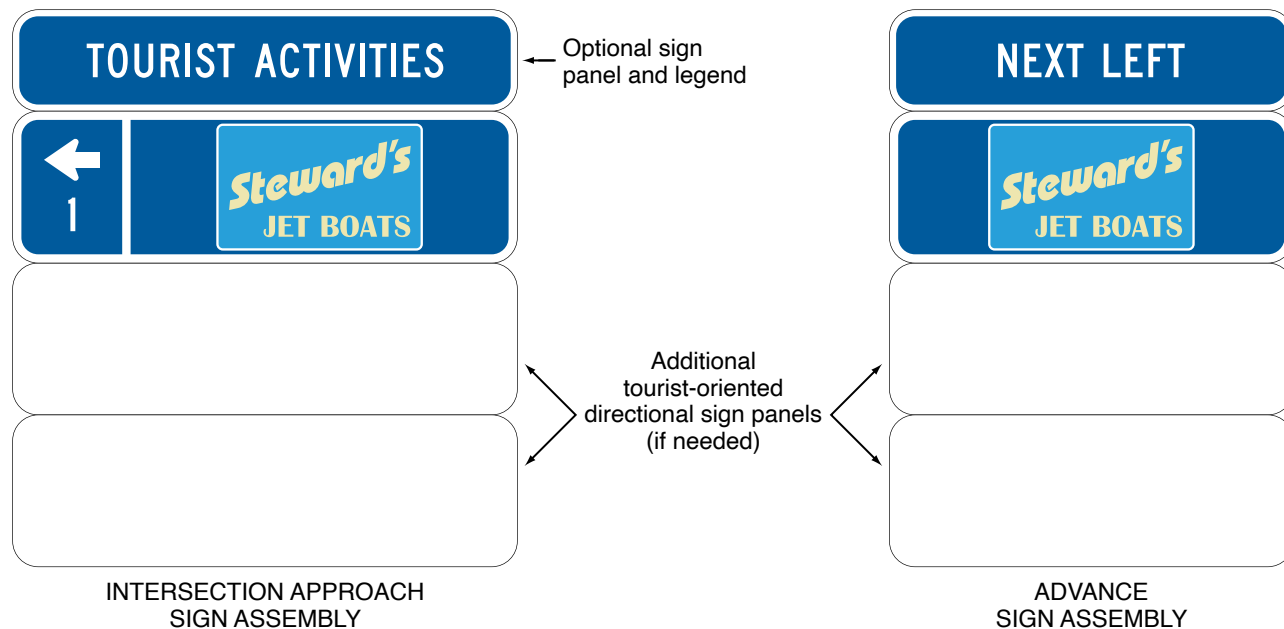 TOURIST ACTIVITIES
Optional sign
panel and legend
NEXT LEFT
1
Steward's
JET BOATS
Steward's
JET BOATS
Additional
tourist-oriented
directional sign panels
(if needed)
INTERSECTION APPROACH
SIGN ASSEMBLY
ADVANCE
SIGN ASSEMBLY